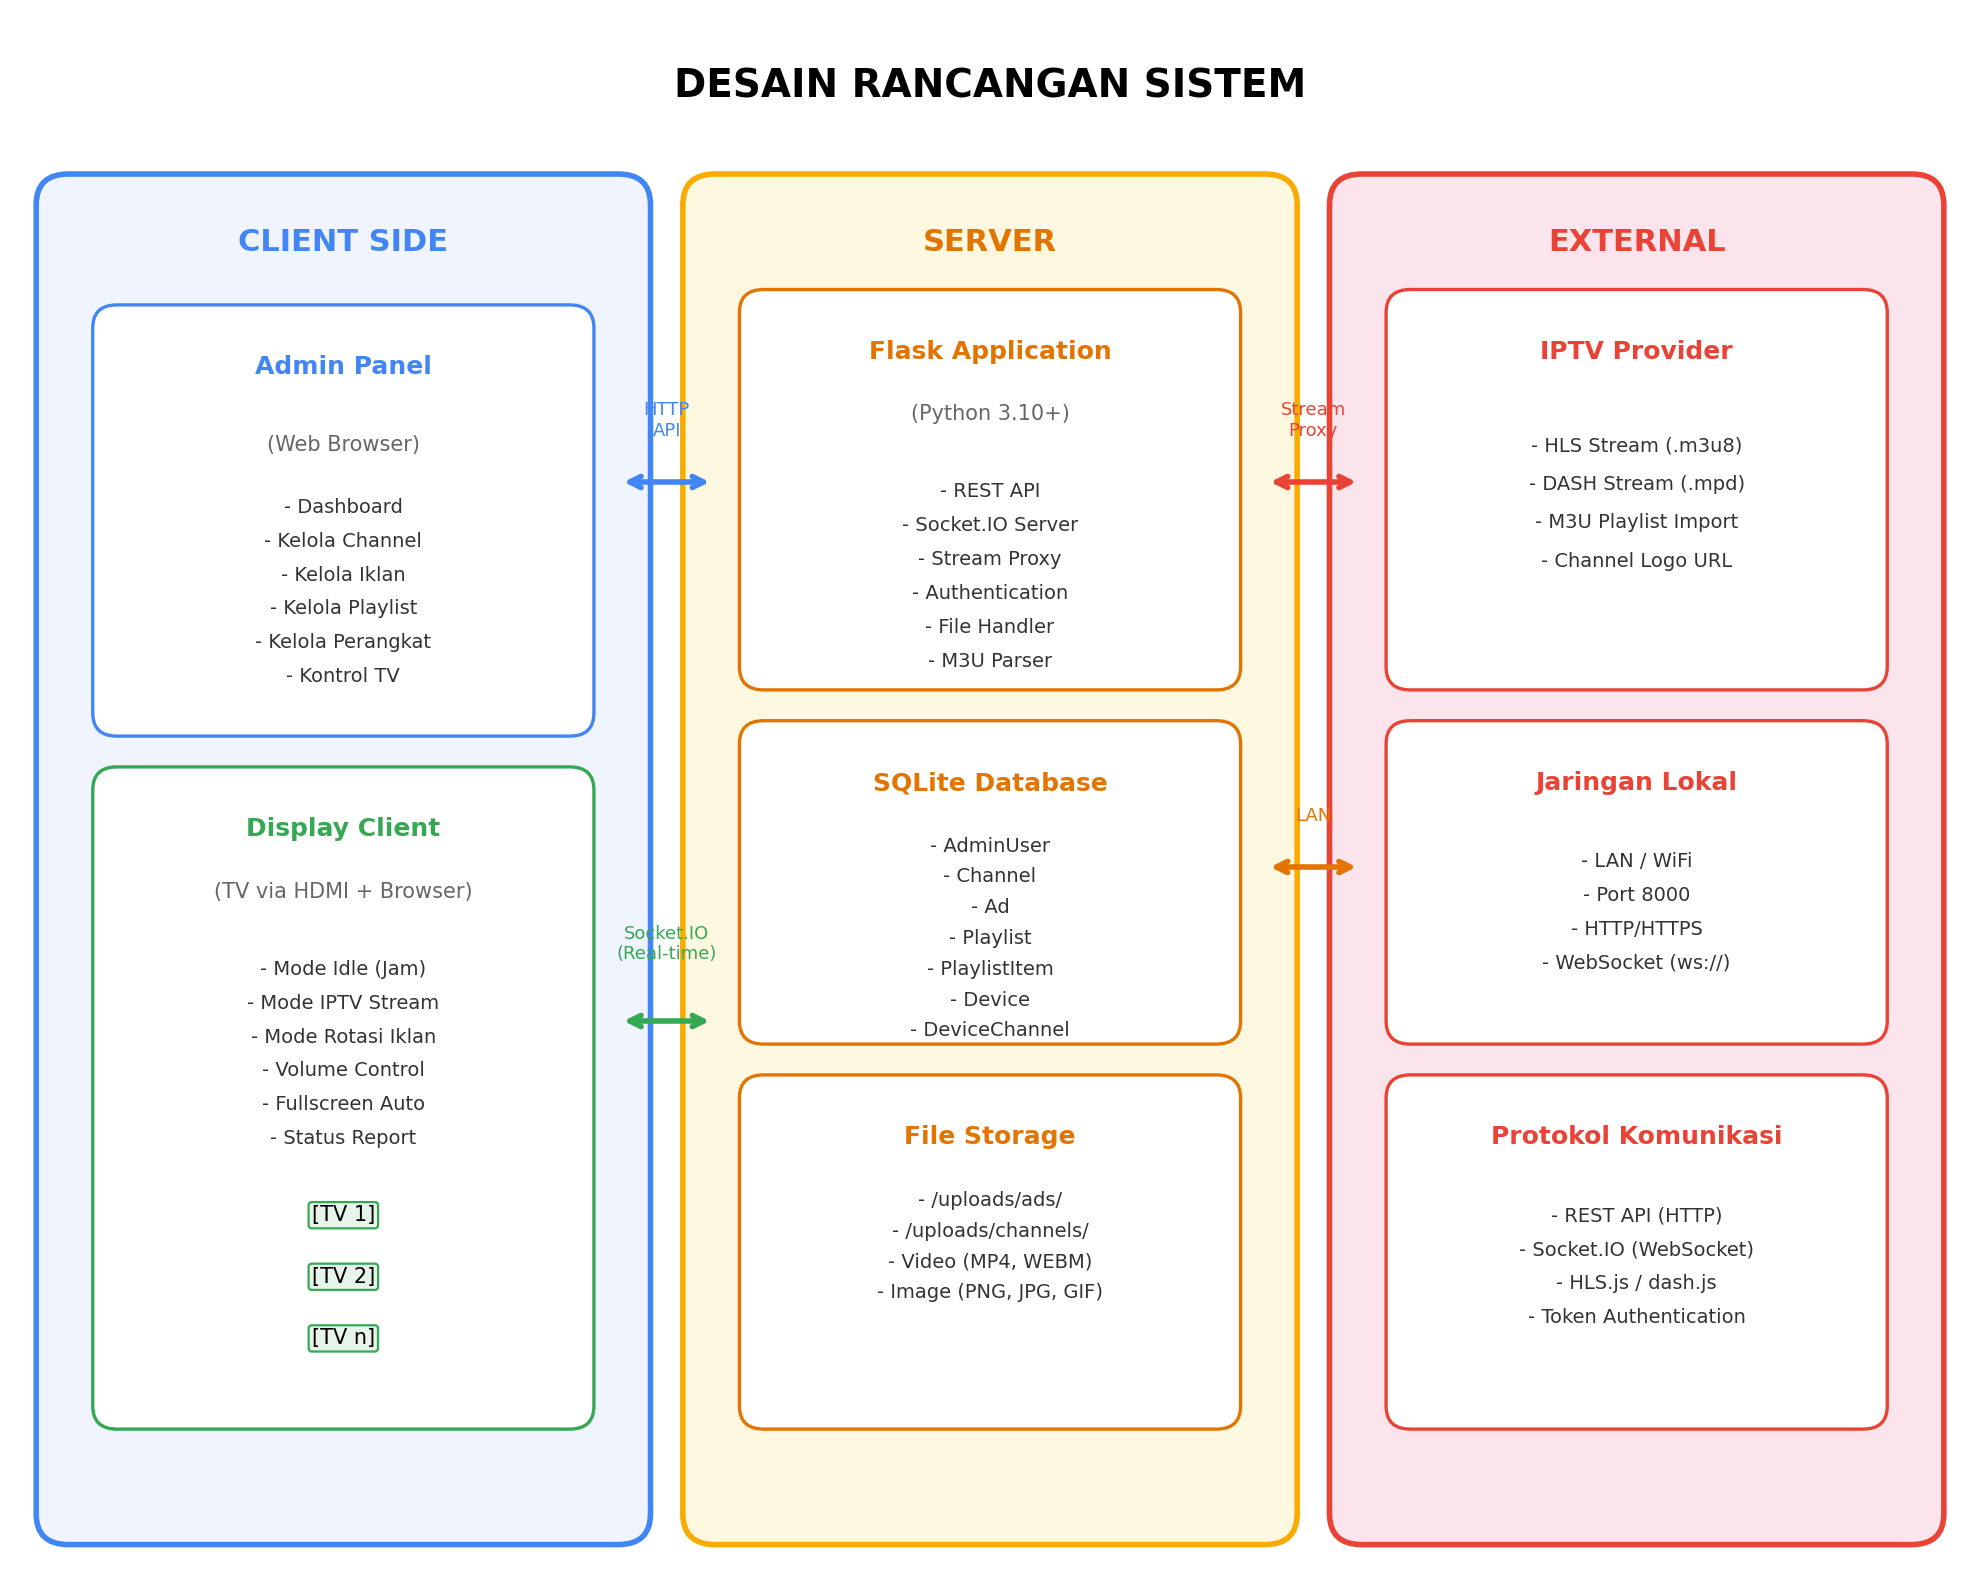 DESAIN RANCANGAN SISTEM
CLIENT SIDE
Admin Panel
(Web Browser)
- Dashboard
- Kelola Channel
- Kelola Iklan
- Kelola Playlist
- Kelola Perangkat
- Kontrol TV
Display Client
(TV via HDMI + Browser)
- Mode Idle (Jam)
- Mode IPTV Stream
- Mode Rotasi Iklan
- Volume Control
- Fullscreen Auto
- Status Report
[TV 1]
[TV 2]
[TV n]
HTTP
API
Socket.IO
(Real-time)
SERVER
Flask Application
(Python 3.10+)
- REST API
- Socket.IO Server
- Stream Proxy
- Authentication
- File Handler
- M3U Parser
SQLite Database
- AdminUser
- Channel
- Ad
- Playlist
- PlaylistItem
- Device
- DeviceChannel
File Storage
- /uploads/ads/
- /uploads/channels/
- Video (MP4, WEBM)
- Image (PNG, JPG, GIF)
Stream
Proxy
LAN
EXTERNAL
IPTV Provider
- HLS Stream (.m3u8)
- DASH Stream (.mpd)
- M3U Playlist Import
- Channel Logo URL
Jaringan Lokal
- LAN / WiFi
- Port 8000
- HTTP/HTTPS
- WebSocket (ws://)
Protokol Komunikasi
- REST API (HTTP)
- Socket.IO (WebSocket)
- HLS.js / dash.js
- Token Authentication